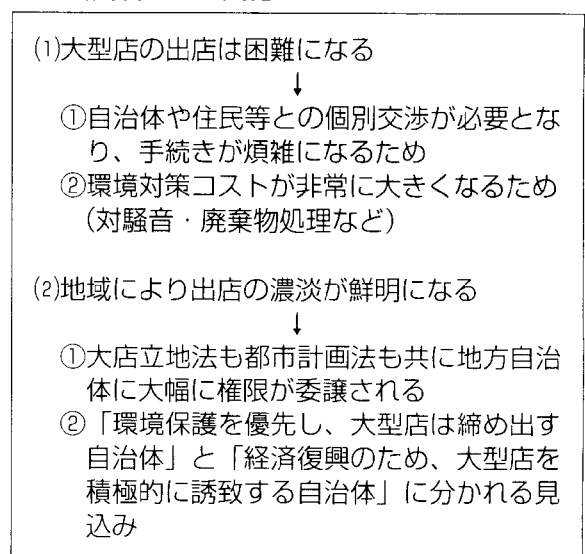 ⑴大型店の出店は困難になる
↓
①自治体や住民等との個別交渉が必要とな
り、手続きが煩雑になるため
②環境対策コストが非常に大きくなるため
（対騒音・廃棄物処理など）
⑵地域により出店の濃淡が鮮明になる
↓
①大店立地法も都市計画法も共に地方自治
体に大幅に権限が委譲される
②「環境保護を優先し、大型店は締め出す
自治体」と「経済復興のため、大型店を
積極的に誘致する自治体」に分かれる見
込み